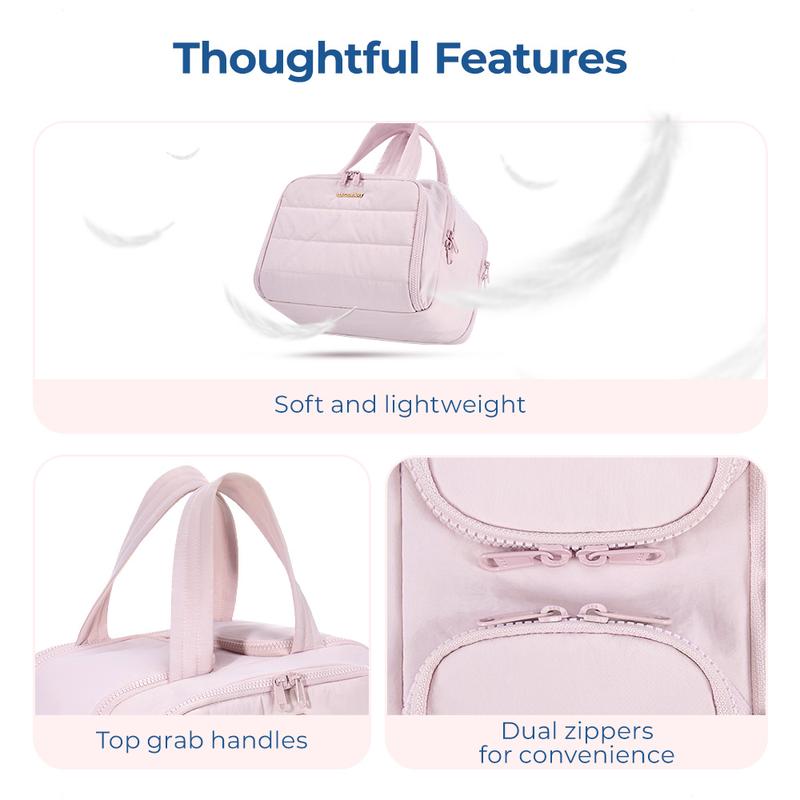 Thoughtful Features
Soft and lightweight
Top grab handles
Dual zippers
for convenience